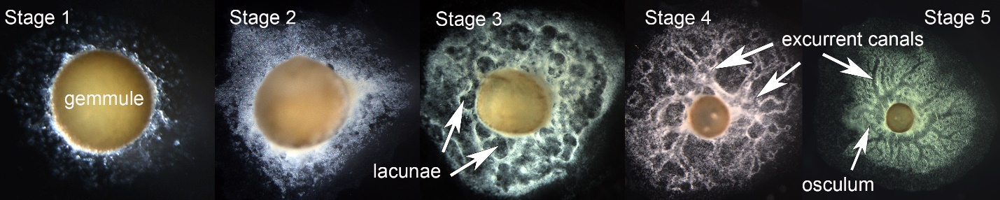 Stage 1
Stage 2
Stage 3
Stage 4
Stage 5
excurrent canals
gemmule
lacunae
osculum